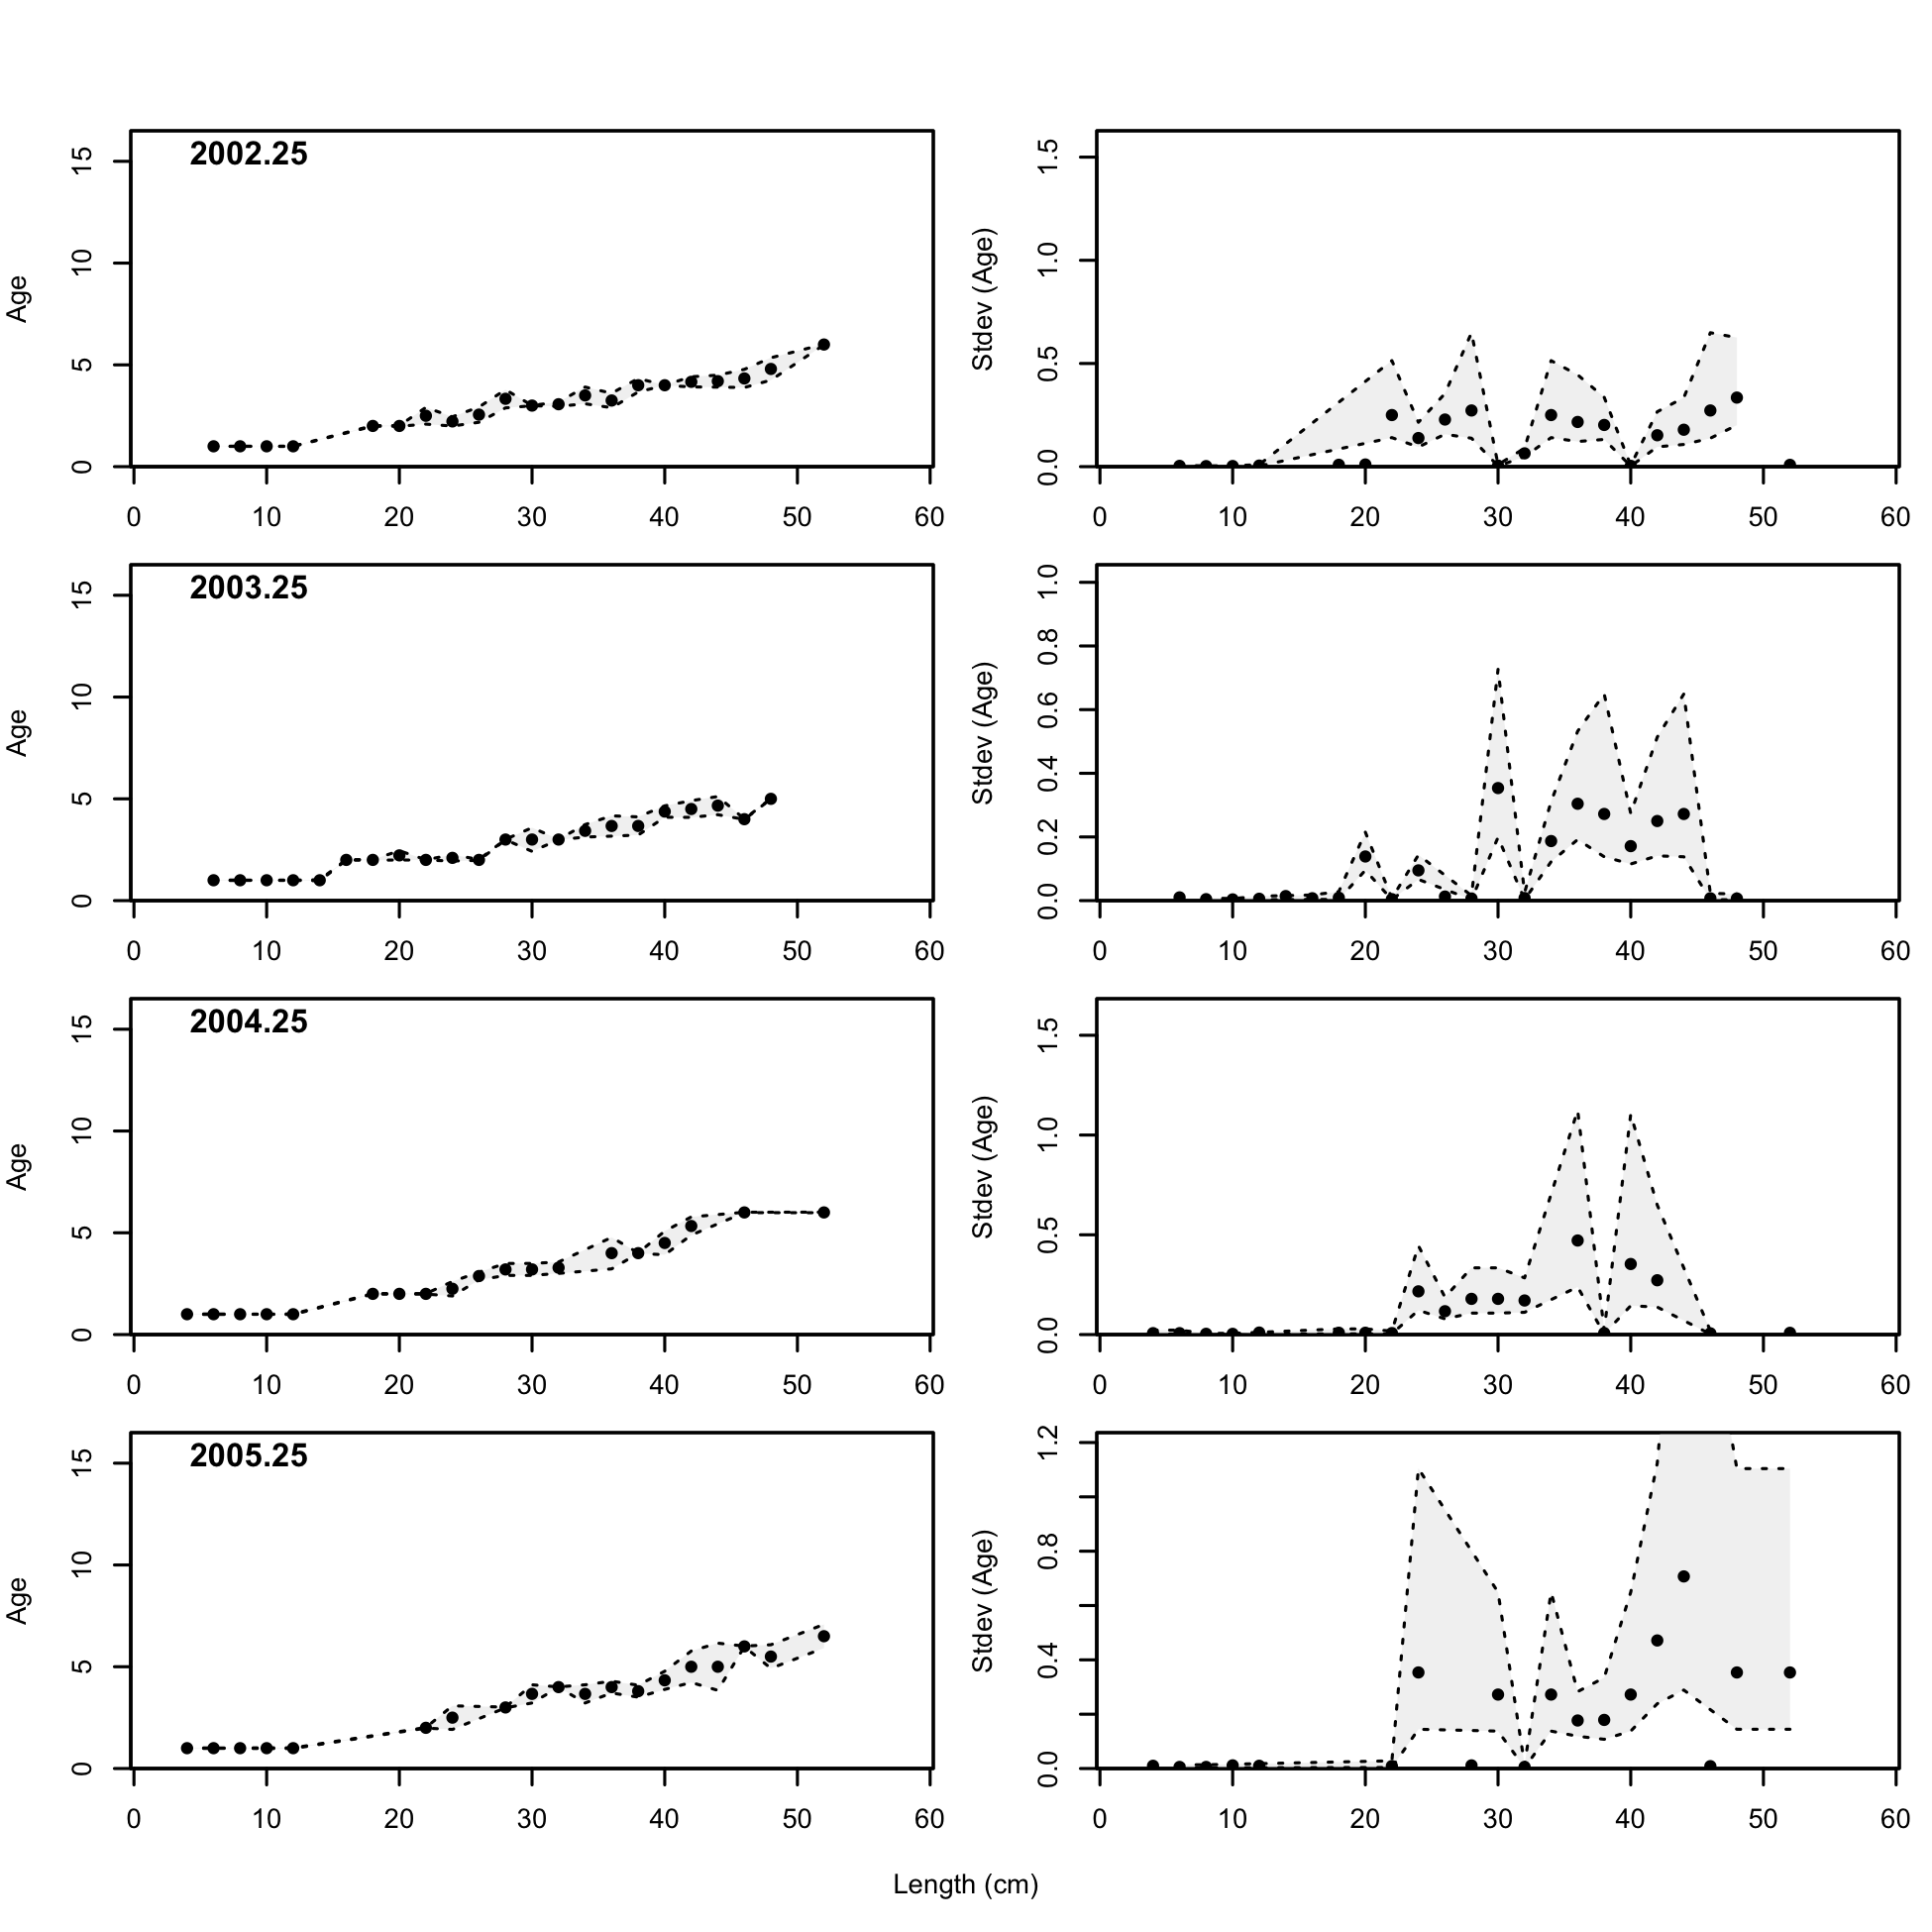 2002.25
Age
0 5 10 15
0 10 20 30 40 50 60
Stdev (Age)
0.0 0.5 1.0 1.5
0 10 20 30 40 50 60
2003.25
Age
0 5 10 15
0 10 20 30 40 50 60
Stdev (Age)
0.0 0.2 0.4 0.6 0.8 1.0
0 10 20 30 40 50 60
2004.25
Age
0 5 10 15
0 10 20 30 40 50 60
Stdev (Age)
0.0 0.5 1.0 1.5
0 10 20 30 40 50 60
2005.25
Age
0 5 10 15
0 10 20 30 40 50 60
Stdev (Age)
0.0 0.4 0.8 1.2
0 10 20 30 40 50 60
Length (cm)